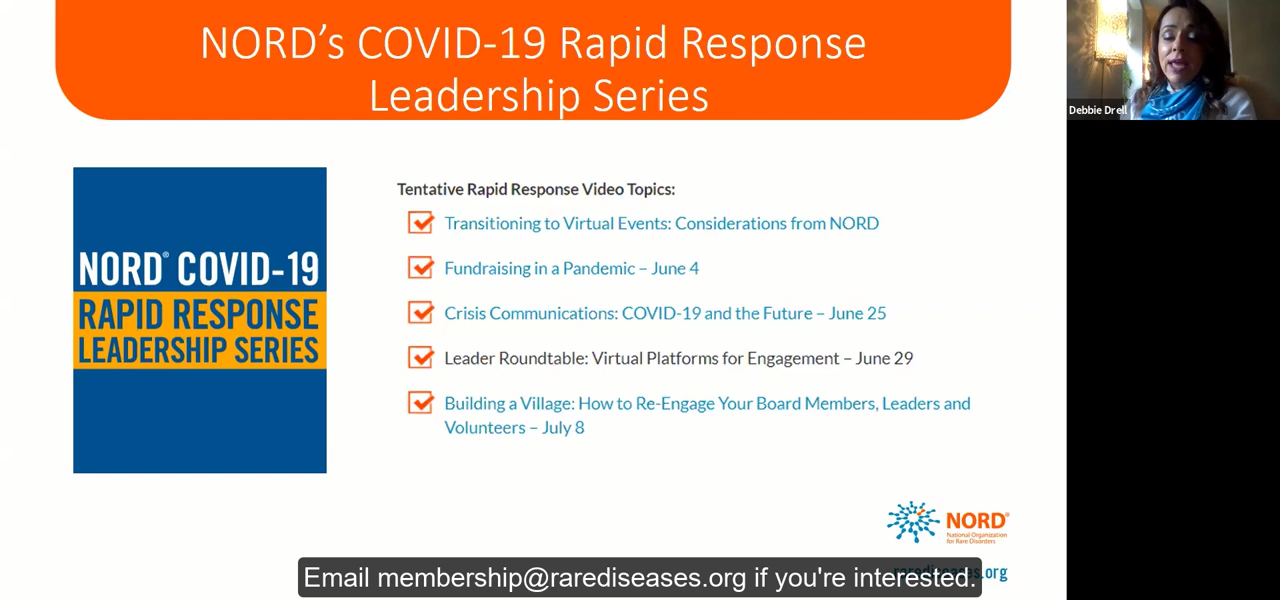 NORD's COVID-19 Rapid Response
Leadership Series
Debbie Drell
NORD® COVID-19
RAPID RESPONSE
LEADERSHIP SERIES
Tentative Rapid Response Video Topics:
Transitioning to Virtual Events: Considerations from NORD
Fundraising in a Pandemic – June 4
Crisis Communications: COVID-19 and the Future – June 25
Leader Roundtable: Virtual Platforms for Engagement – June 29
Building a Village: How to Re-Engage Your Board Members, Leaders and
Volunteers – July 8
NORD®
National Organization
for Rare Disorders
rarediseases.org
Email membership@rarediseases.org if you're interested.